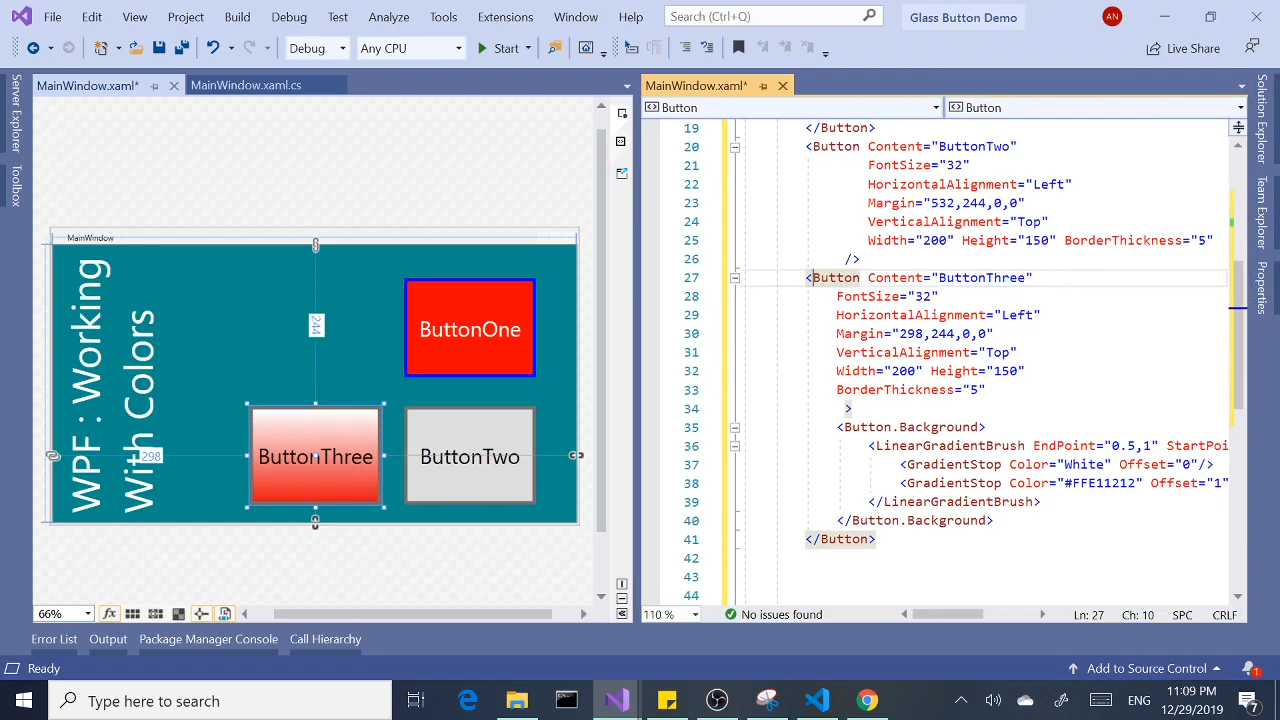 File
Edit
View
Project
Build
Debug
Test
Analyze
Tools
Extensions
Window
Help
Search (Ctrl+Q)
Glass Button Demo
AN
Debug
Any CPU
Start
Live Share
Server Explorer
Toolbox
MainWindow.xaml*
MainWindow.xaml.cs
MainWindow
WPF : Working
With Colors
244
298
ButtonOne
ButtonThree
ButtonTwo
66%
fx
MainWindow.xaml*
Button
Button
19 </Button>
20 <Button Content="ButtonTwo"
21 FontSize="32"
22 HorizontalAlignment="Left"
23 Margin="532,244,0,0"
24 VerticalAlignment="Top"
25 Width="200" Height="150" BorderThickness="5"
26 />
27 <Button Content="ButtonThree"
28 FontSize="32"
29 HorizontalAlignment="Left"
30 Margin="298,244,0,0"
31 VerticalAlignment="Top"
32 Width="200" Height="150"
33 BorderThickness="5"
34 >
35 <Button.Background>
36 <LinearGradientBrush EndPoint="0.5,1" StartPoi
37 <GradientStop Color="White" Offset="0"/>
38 <GradientStop Color="#FFE11212" Offset="1"
39 </LinearGradientBrush>
40 </Button.Background>
41 </Button>
42
43
44
110 %
No issues found
Ln: 27
Ch: 10
SPC
CRLF
Solution Explorer
Team Explorer
Properties
Error List
Output
Package Manager Console
Call Hierarchy
Ready
Add to Source Control
1
Type here to search
ENG
11:09 PM
12/29/2019
7